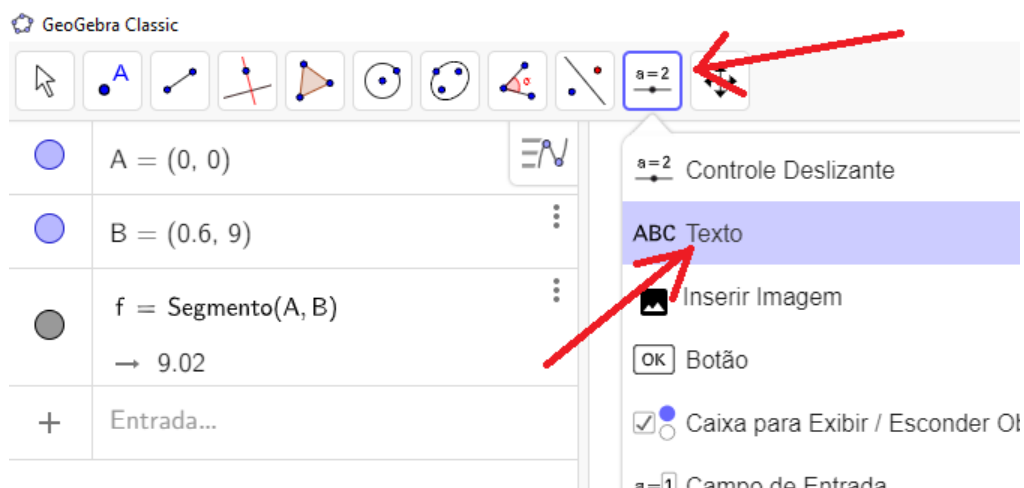 GeoGebra Classic
A
α
a=2
A = (0, 0)
B = (0.6, 9)
f = Segmento(A, B)
→ 9.02
+ Entrada...
a=2 Controle Deslizante
ABC Texto
Inserir Imagem
OK Botão
Caixa para Exibir / Esconder Ob
a=1 Campo de Entrada